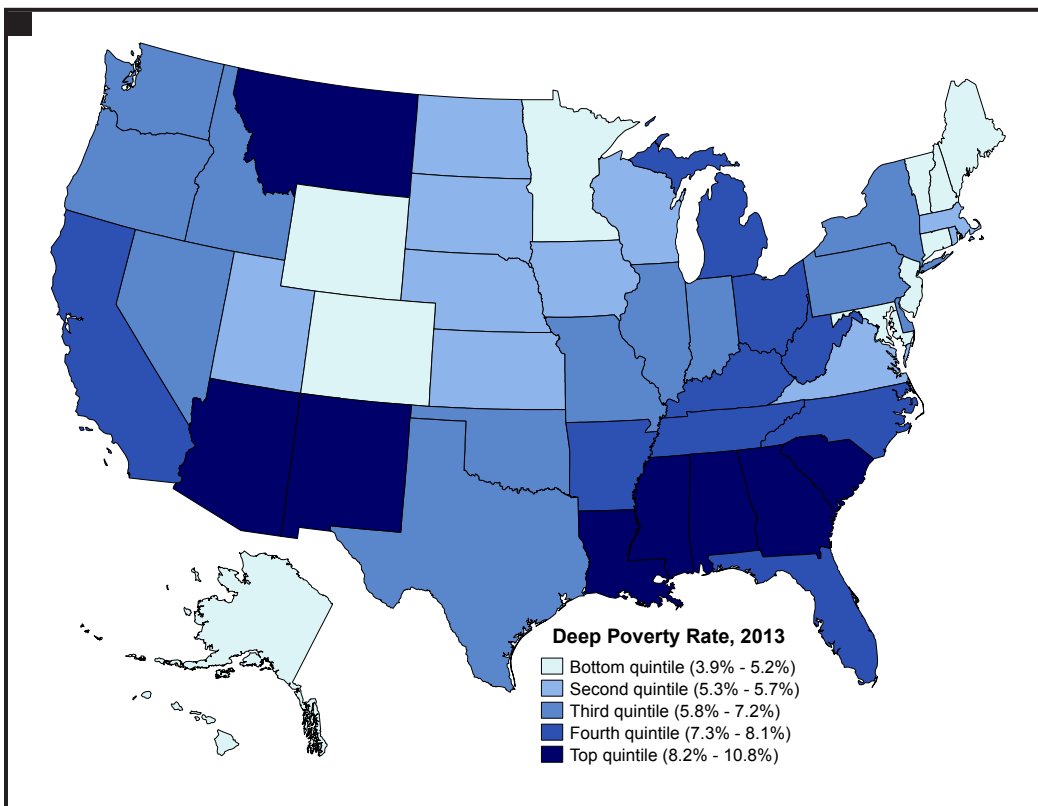 Deep Poverty Rate, 2013
Bottom quintile (3.9% - 5.2%)
Second quintile (5.3% - 5.7%)
Third quintile (5.8% - 7.2%)
Fourth quintile (7.3% - 8.1%)
Top quintile (8.2% - 10.8%)